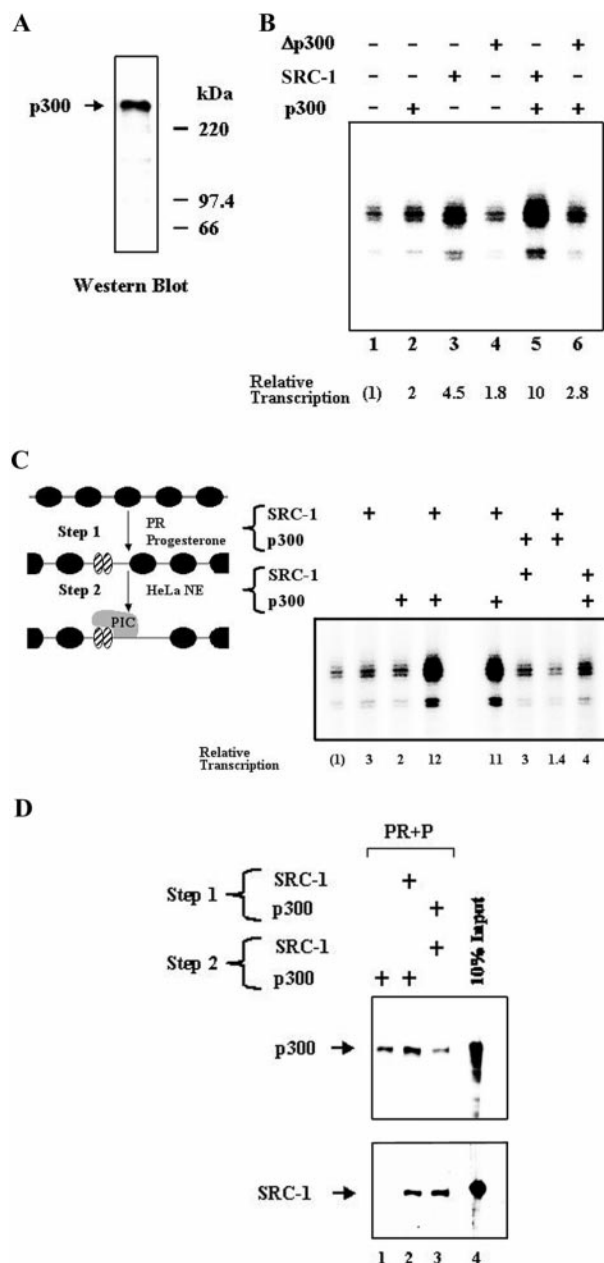 A
p300
kDa
220
97.4
66
Western Blot
B
Δp300 – – – + – +
SRC-1 – – + – + –
p300 – + – – + +
1 2 3 4 5 6
Relative
Transcription (1) 2 4.5 1.8 10 2.8
C
Step 1
PR
Progesterone
Step 2
HeLa NE
PIC
SRC-1 + + + +
p300 + +
SRC-1 + +
p300 + + + +
Relative
Transcription (1) 3 2 12 11 3 1.4 4
D
PR+P
Step 1
SRC-1 +
p300 +
Step 2
SRC-1 +
p300 + +
10% Input
p300
SRC-1
1 2 3 4